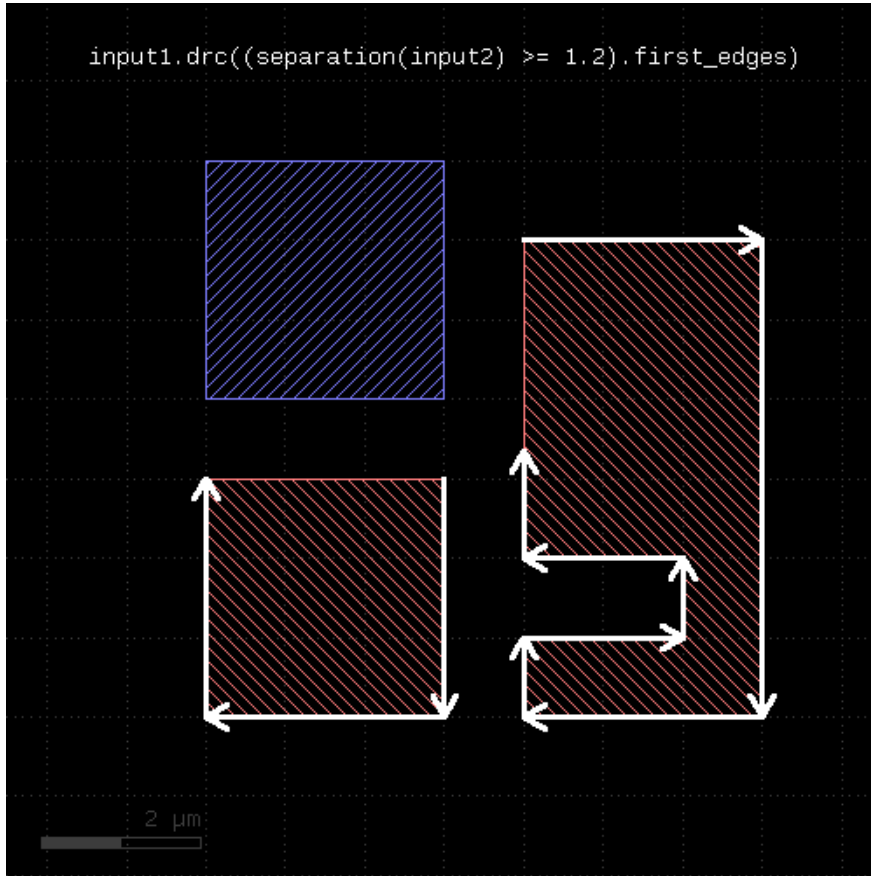 input1.drc((separation(input2) >= 1.2).first_edges)
2 µm